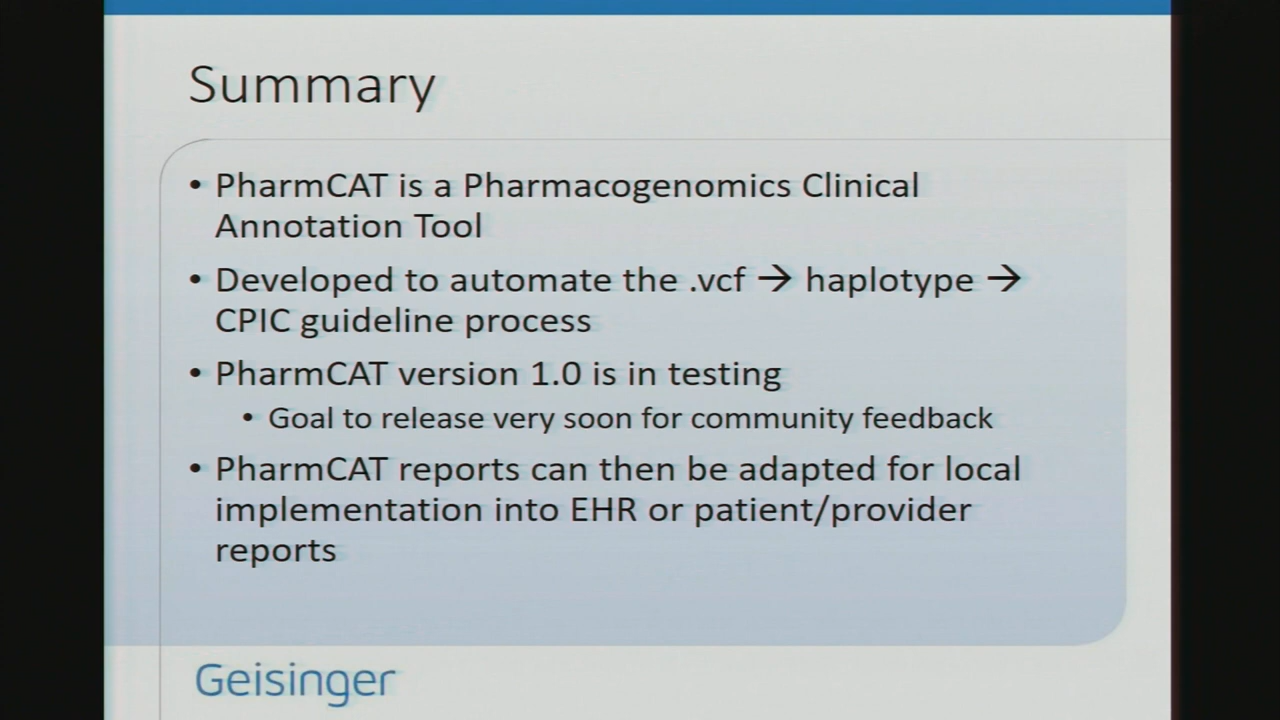 Summary
• PharmCAT is a Pharmacogenomics Clinical
Annotation Tool
• Developed to automate the .vcf → haplotype →
CPIC guideline process
• PharmCAT version 1.0 is in testing
• Goal to release very soon for community feedback
• PharmCAT reports can then be adapted for local
implementation into EHR or patient/provider
reports
Geisinger